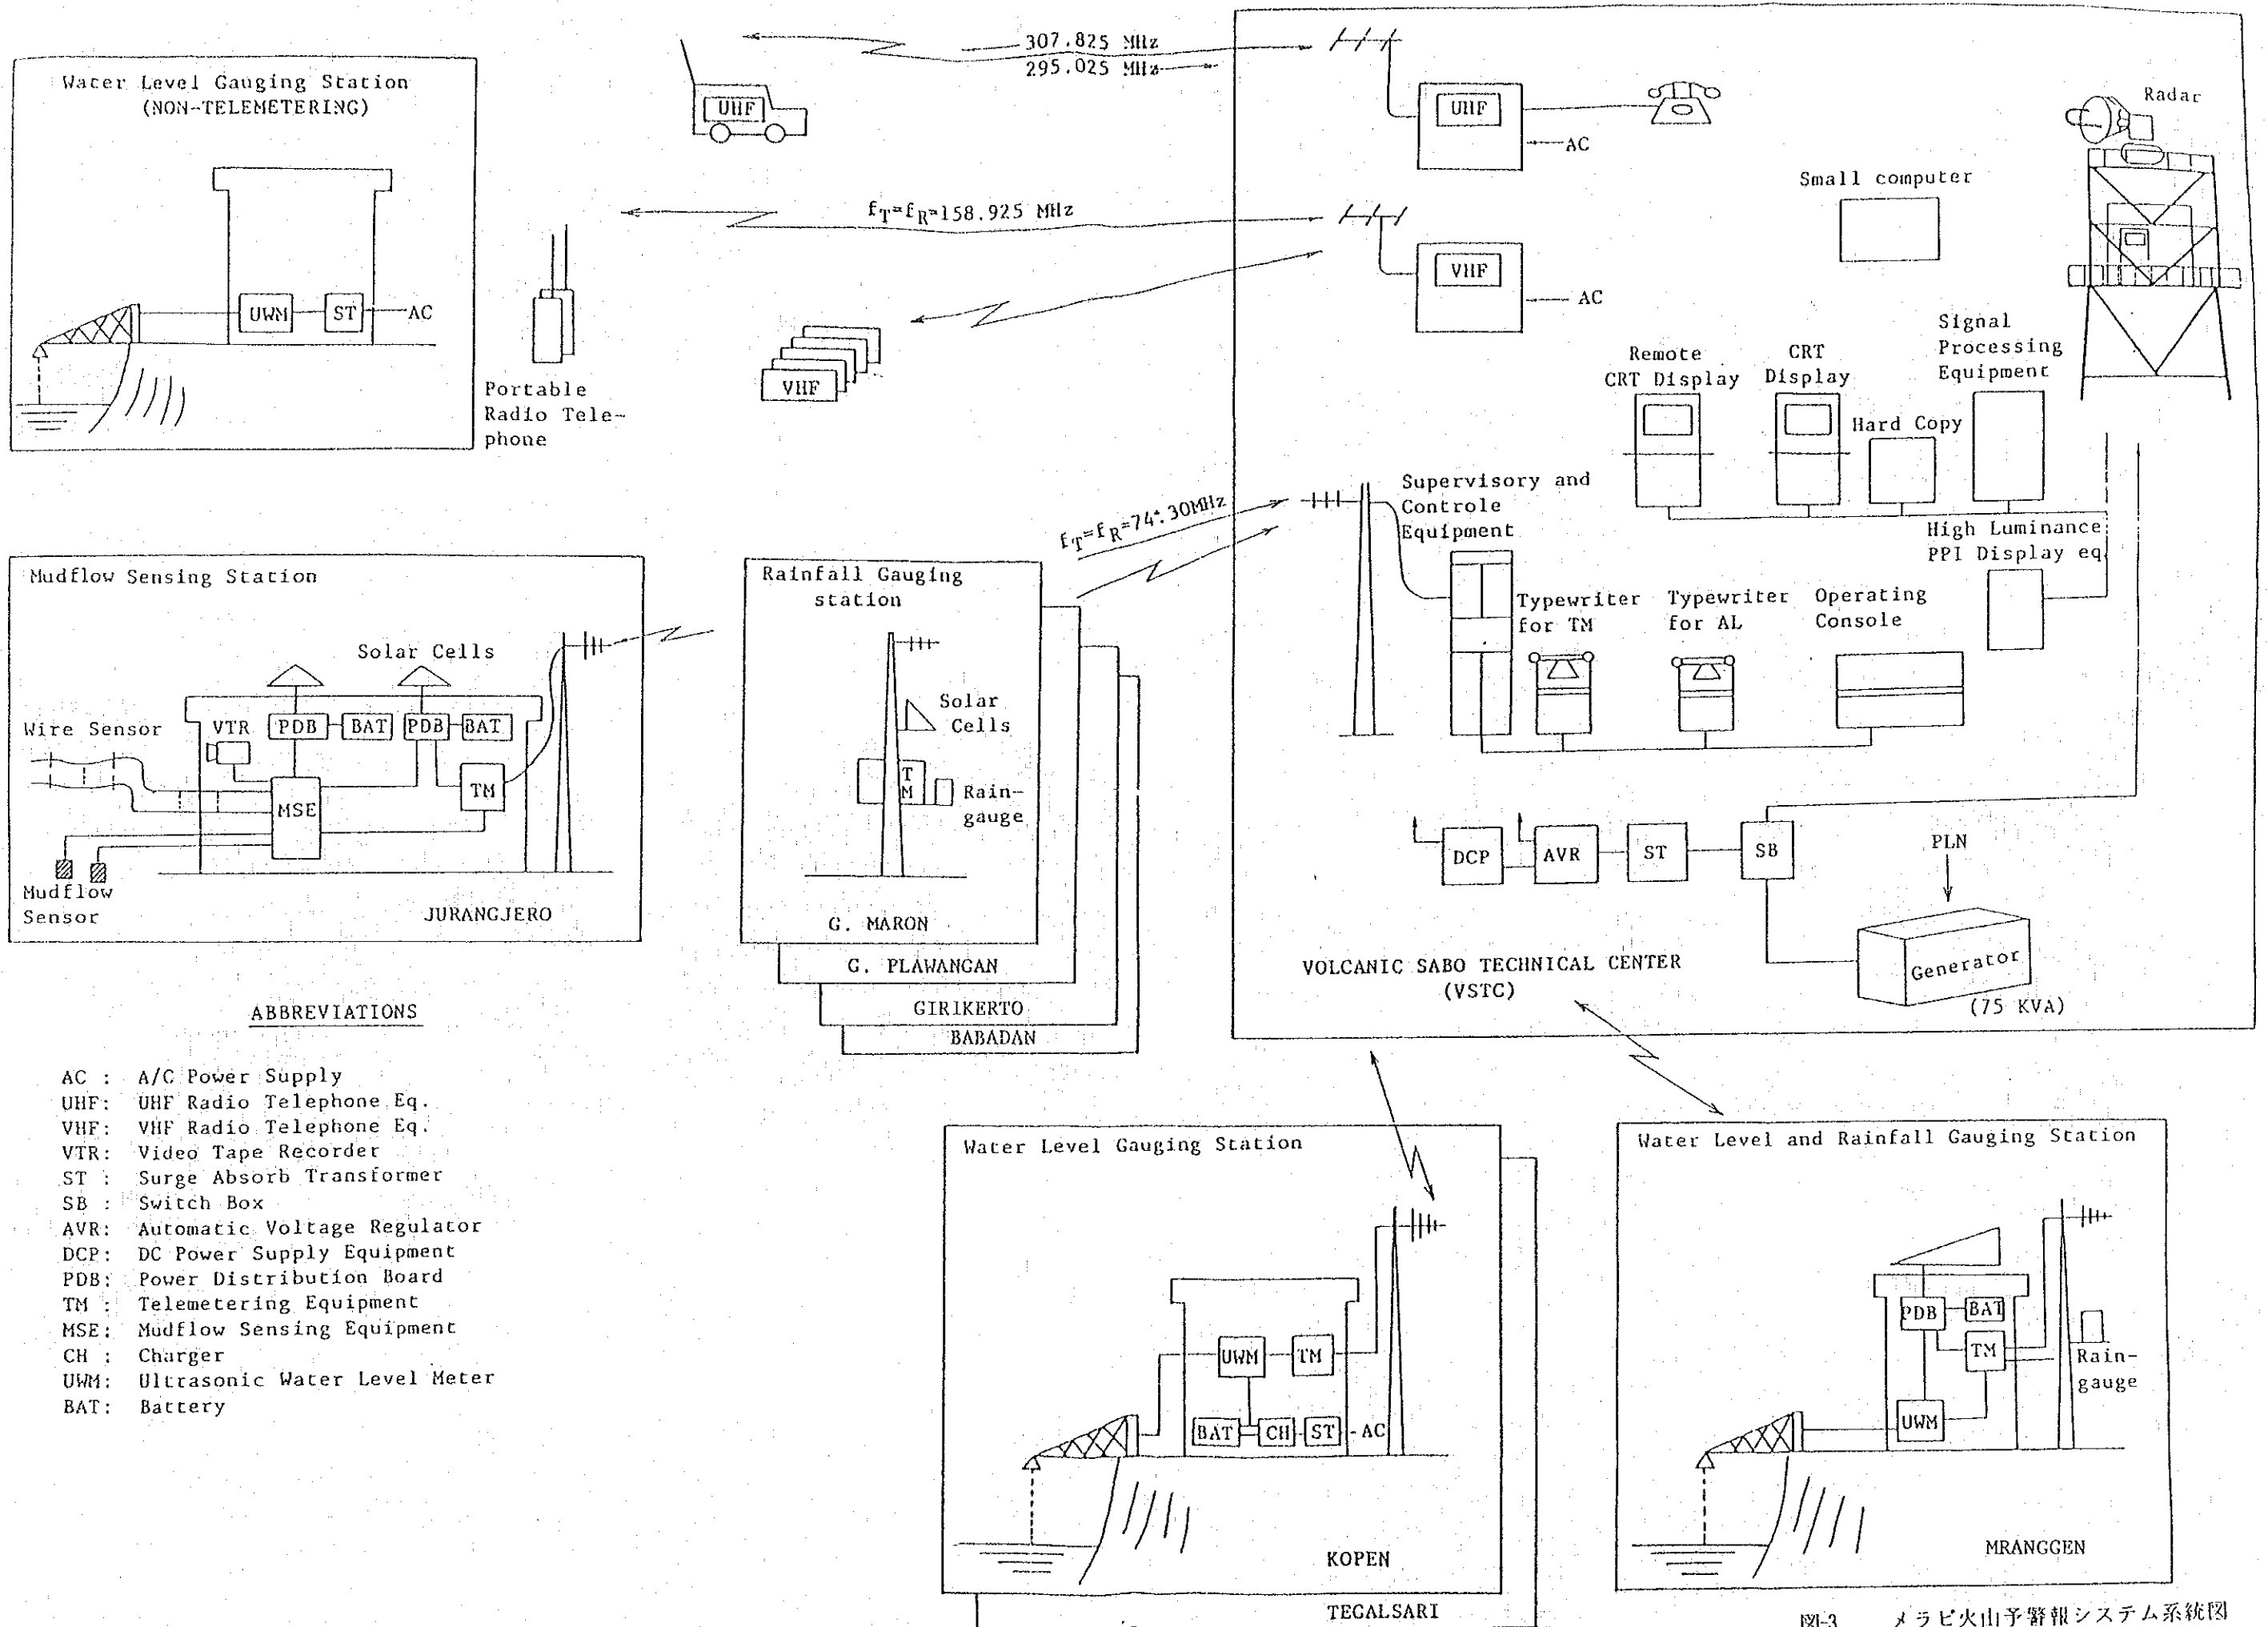 Water Level Gauging Station
(NON-TELEMETERING)
UWM
ST
AC
UHF
307.825 MHz
295.025 MHz
fT=fR=158.925 MHz
Portable
Radio Tele-
phone
VHF
UHF
AC
VHF
AC
Small computer
Radar
Remote
CRT Display
CRT
Display
Hard Copy
Signal
Processing
Equipment
High Luminance
PPI Display eq.
Supervisory and
Controle
Equipment
Typewriter
for TM
Typewriter
for AL
Operating
Console
DCP
AVR
ST
SB
PLN
Generator
(75 KVA)
VOLCANIC SABO TECHNICAL CENTER
(VSTC)
fT=fR=74.30MHz
Mudflow Sensing Station
Solar Cells
Wire Sensor
VTR
PDB
BAT
PDB
BAT
MSE
TM
Mudflow
Sensor
JURANGJERO
Rainfall Gauging
station
Solar
Cells
TM
Rain-
gauge
G. MARON
G. PLAWANGAN
GIRIKERTO
BABADAN
ABBREVIATIONS
AC : A/C Power Supply
UHF: UHF Radio Telephone Eq.
VHF: VHF Radio Telephone Eq.
VTR: Video Tape Recorder
ST : Surge Absorb Transformer
SB : Switch Box
AVR: Automatic Voltage Regulator
DCP: DC Power Supply Equipment
PDB: Power Distribution Board
TM : Telemetering Equipment
MSE: Mudflow Sensing Equipment
CH : Charger
UWM: Ultrasonic Water Level Meter
BAT: Battery
Water Level Gauging Station
UWM
TM
BAT
CH
ST
AC
KOPEN
TEGALSARI
Water Level and Rainfall Gauging Station
PDB
BAT
TM
UWM
Rain-
gauge
MRANGGEN
図-3 メラピ火山予警報システム系統図